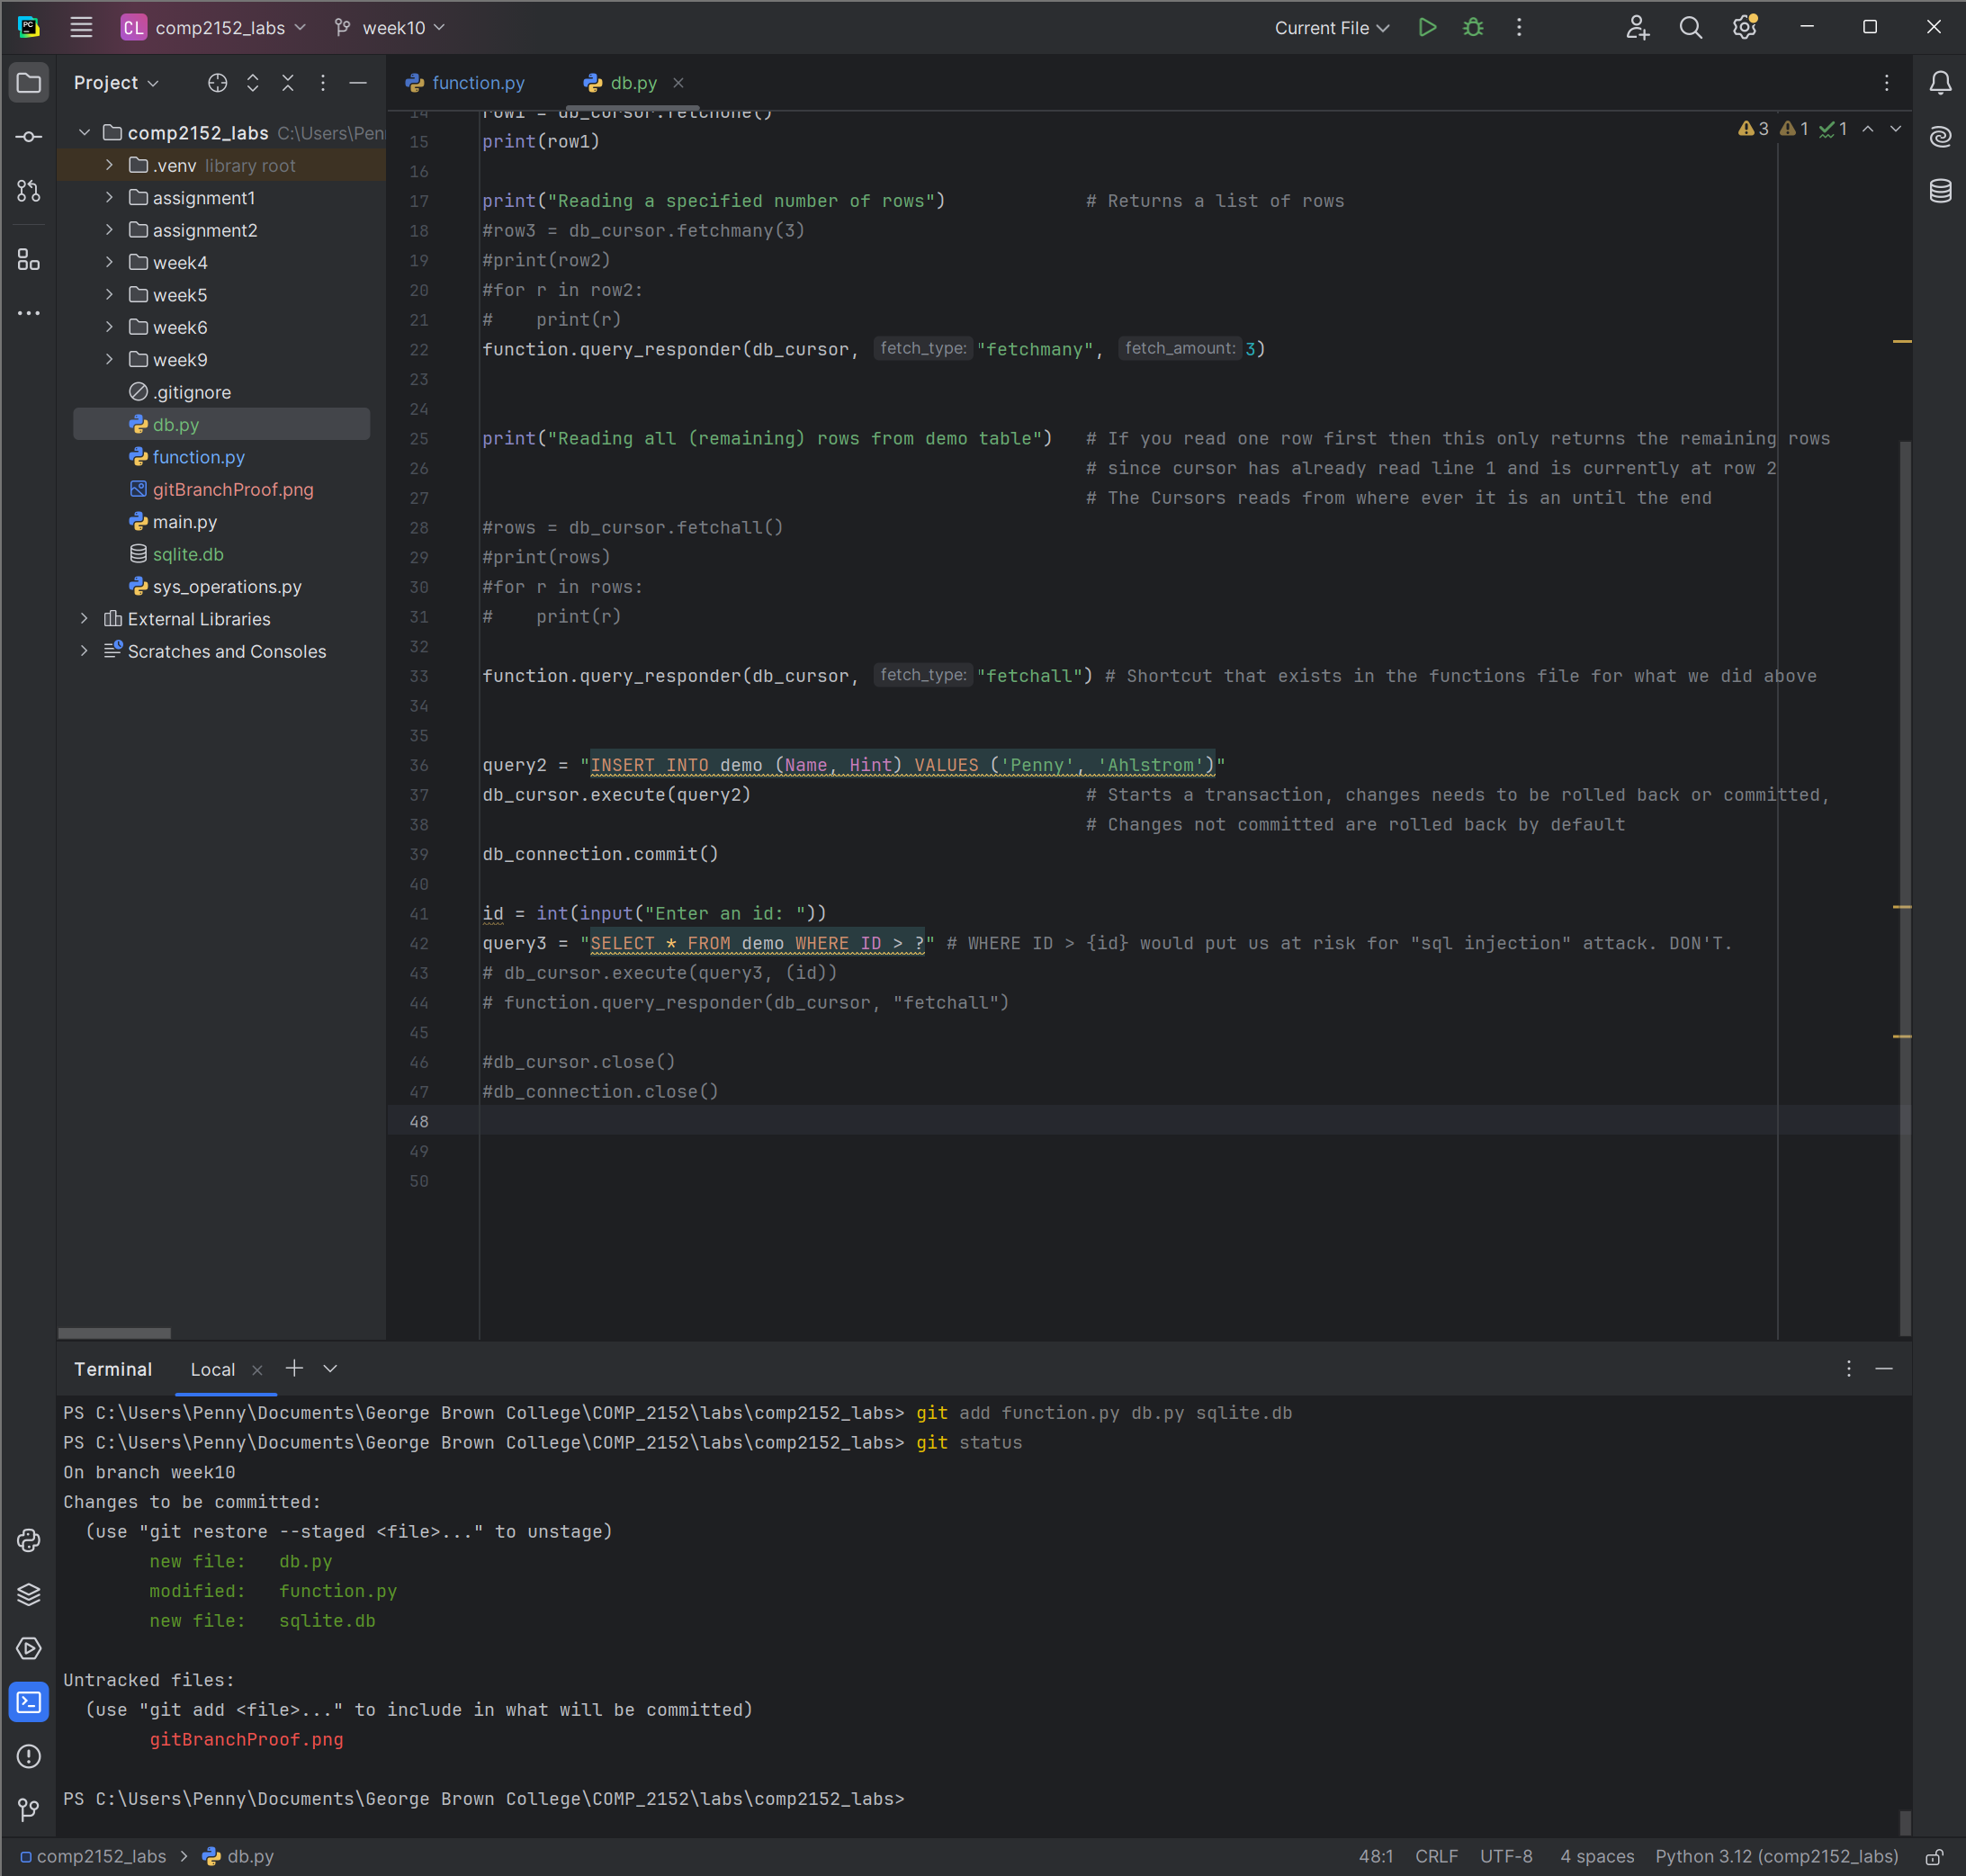 CL comp2152_labs week10 Current File
Project
function.py db.py
comp2152_labs C:\Users\Pen
.venv library root
assignment1
assignment2
week4
week5
week6
week9
.gitignore
db.py
function.py
gitBranchProof.png
main.py
sqlite.db
sys_operations.py
External Libraries
Scratches and Consoles
3 1 1
14 row1 = db_cursor.fetchone()
15 print(row1)
16
17 print("Reading a specified number of rows") # Returns a list of rows
18 #row3 = db_cursor.fetchmany(3)
19 #print(row2)
20 #for r in row2:
21 #    print(r)
22 function.query_responder(db_cursor, fetch_type: "fetchmany", fetch_amount: 3)
23
24
25 print("Reading all (remaining) rows from demo table") # If you read one row first then this only returns the remaining rows
26 # since cursor has already read line 1 and is currently at row 2
27 # The Cursors reads from where ever it is an until the end
28 #rows = db_cursor.fetchall()
29 #print(rows)
30 #for r in rows:
31 #    print(r)
32
33 function.query_responder(db_cursor, fetch_type: "fetchall") # Shortcut that exists in the functions file for what we did above
34
35
36 query2 = "INSERT INTO demo (Name, Hint) VALUES ('Penny', 'Ahlstrom')"
37 db_cursor.execute(query2) # Starts a transaction, changes needs to be rolled back or committed,
38 # Changes not committed are rolled back by default
39 db_connection.commit()
40
41 id = int(input("Enter an id: "))
42 query3 = "SELECT * FROM demo WHERE ID > ?" # WHERE ID > {id} would put us at risk for "sql injection" attack. DON'T.
43 # db_cursor.execute(query3, (id))
44 # function.query_responder(db_cursor, "fetchall")
45
46 #db_cursor.close()
47 #db_connection.close()
48
49
50
Terminal Local
PS C:\Users\Penny\Documents\George Brown College\COMP_2152\labs\comp2152_labs> git add function.py db.py sqlite.db
PS C:\Users\Penny\Documents\George Brown College\COMP_2152\labs\comp2152_labs> git status
On branch week10
Changes to be committed:
  (use "git restore --staged <file>..." to unstage)
        new file:   db.py
        modified:   function.py
        new file:   sqlite.db
Untracked files:
  (use "git add <file>..." to include in what will be committed)
        gitBranchProof.png
PS C:\Users\Penny\Documents\George Brown College\COMP_2152\labs\comp2152_labs>
comp2152_labs > db.py 48:1 CRLF UTF-8 4 spaces Python 3.12 (comp2152_labs)